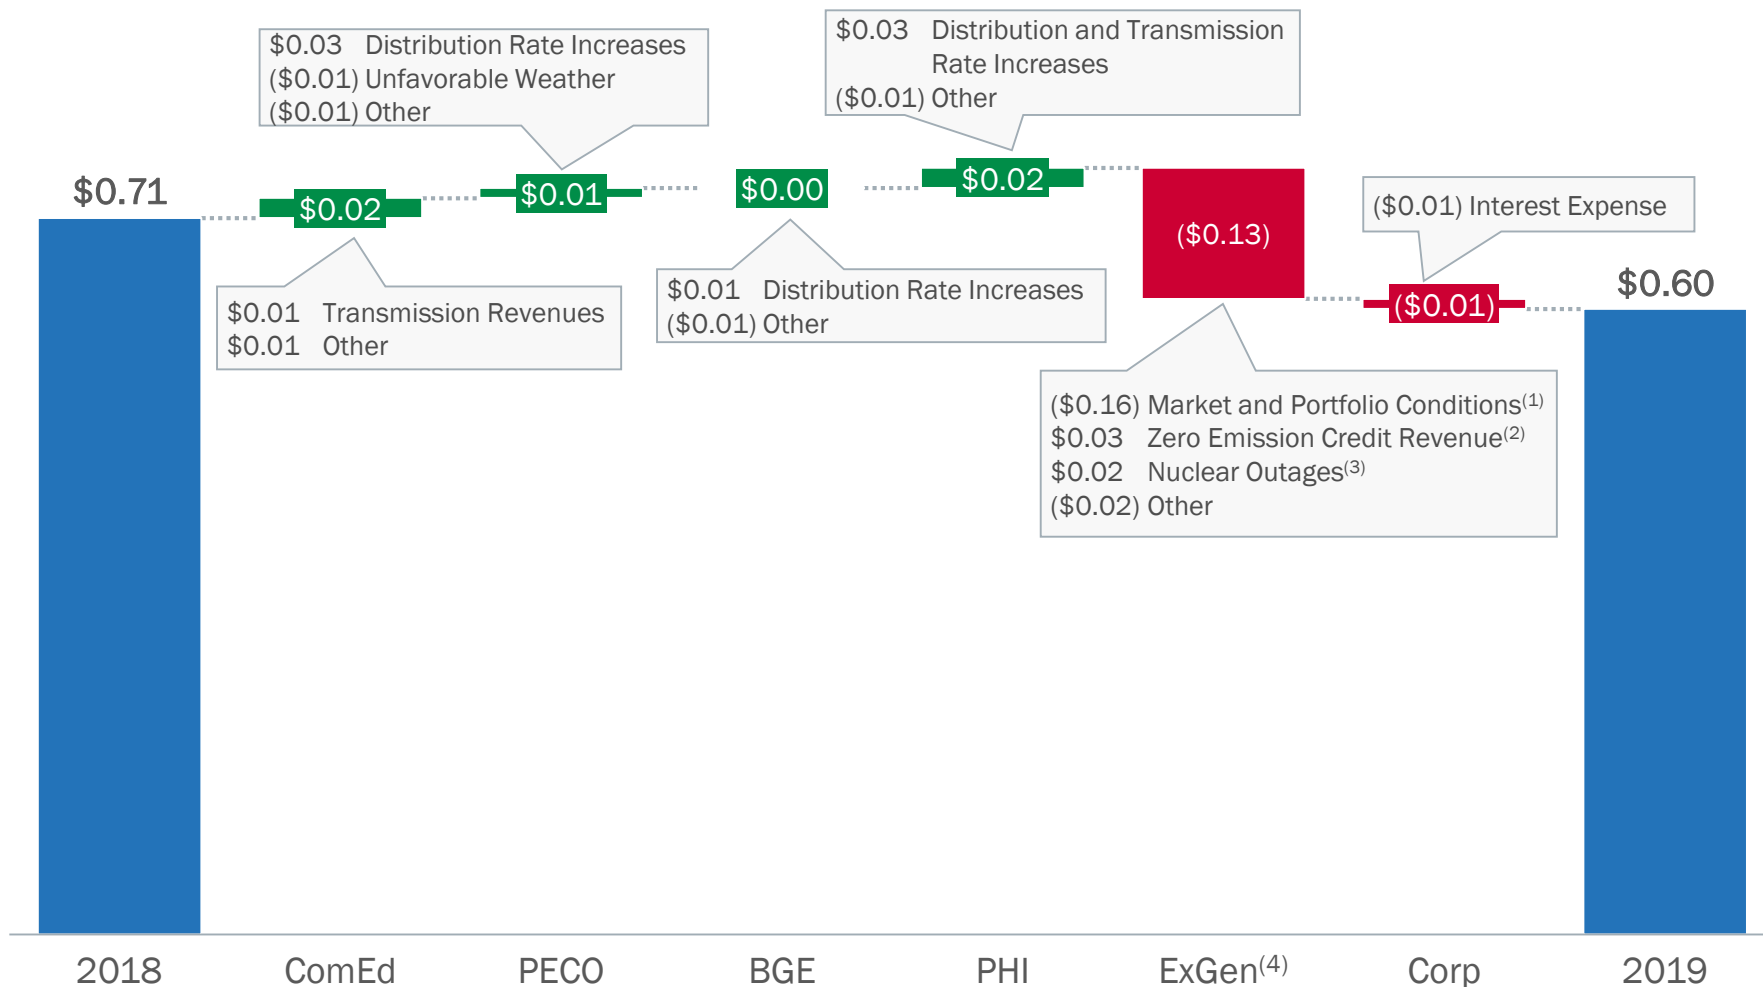 $0.03 Distribution Rate Increases
($0.01) Unfavorable Weather
($0.01) Other
$0.03 Distribution and Transmission
Rate Increases
($0.01) Other
$0.71
$0.02
$0.01
$0.00
$0.02
($0.13)
($0.01) Interest Expense
($0.01)
$0.60
$0.01 Transmission Revenues
$0.01 Other
$0.01 Distribution Rate Increases
($0.01) Other
($0.16) Market and Portfolio Conditions(1)
$0.03 Zero Emission Credit Revenue(2)
$0.02 Nuclear Outages(3)
($0.02) Other
2018 ComEd PECO BGE PHI ExGen(4) Corp 2019